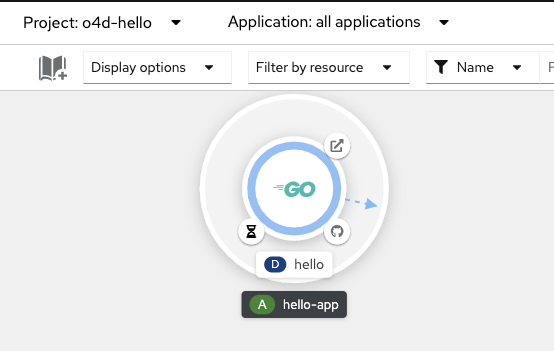 Project: o4d-hello
Application: all applications
Display options
Filter by resource
Name
GO
D hello
A hello-app